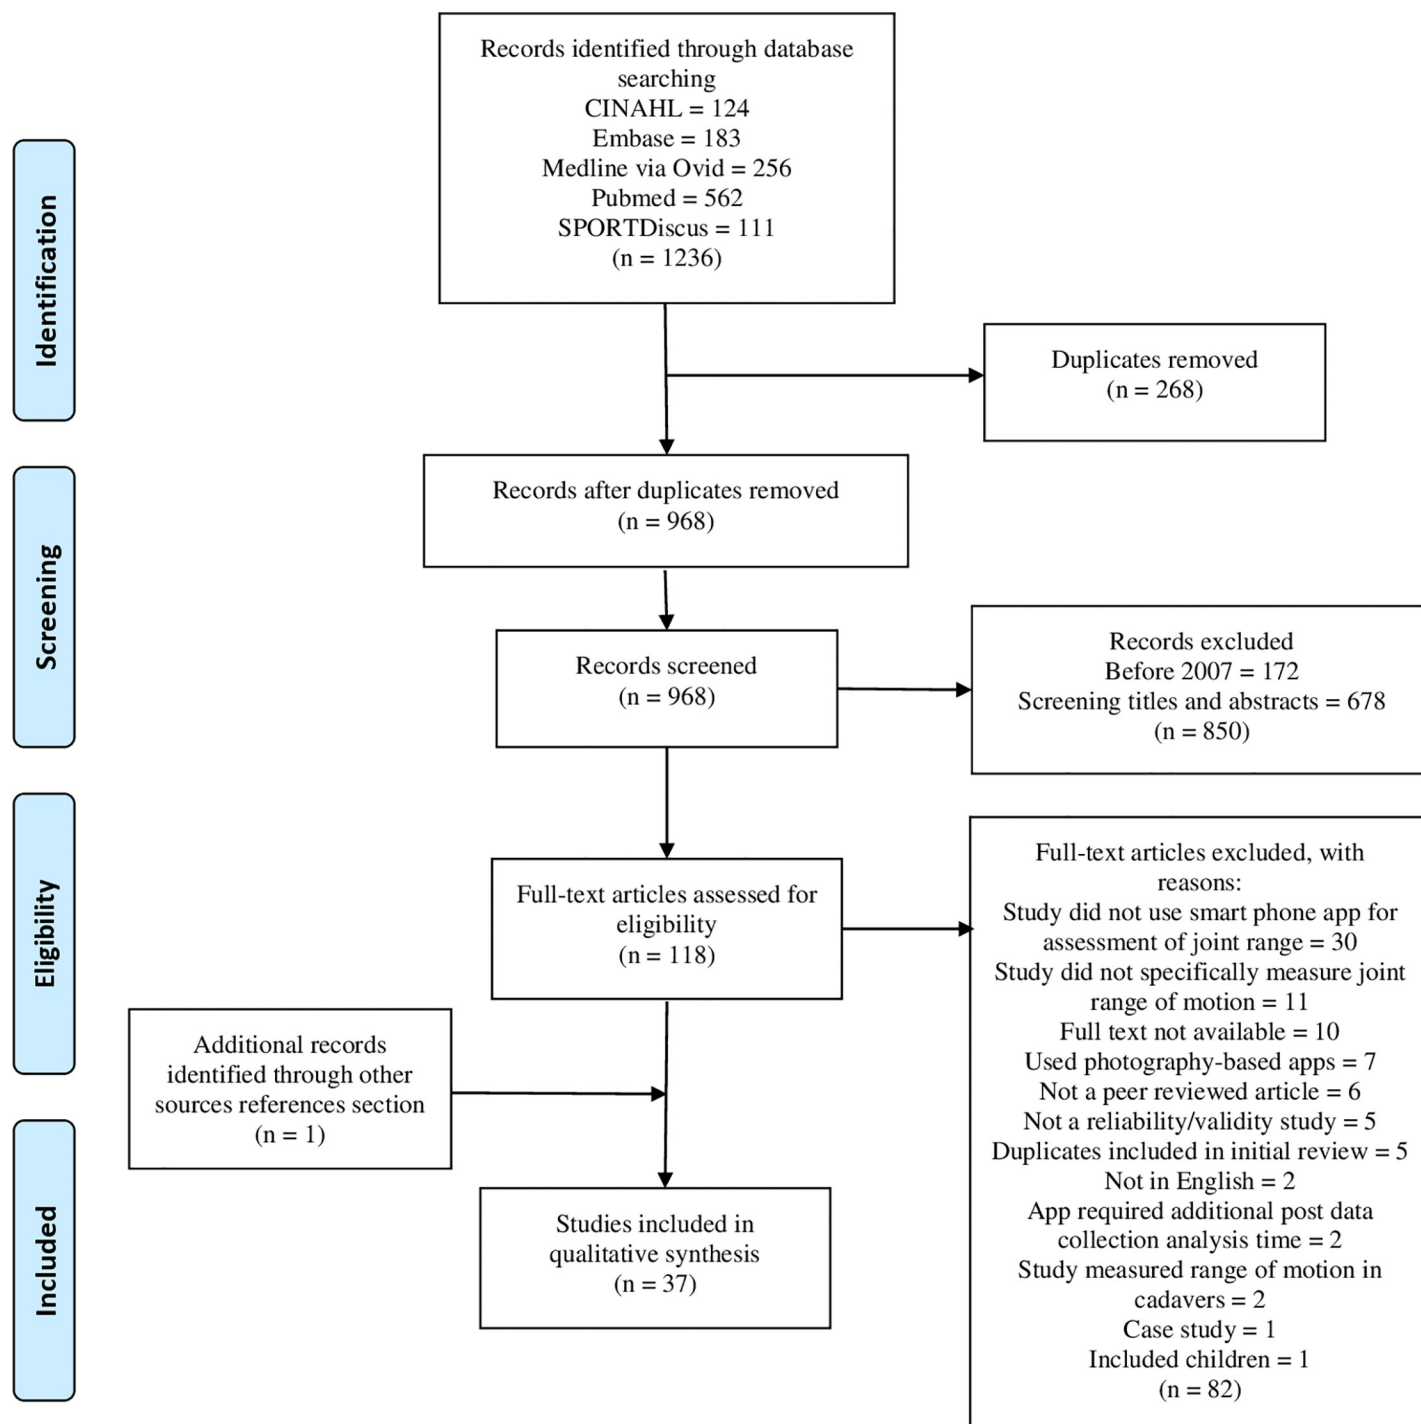 Records identified through database
searching
CINAHL = 124
Embase = 183
Medline via Ovid = 256
Pubmed = 562
SPORTDiscus = 111
(n = 1236)
Identification
Duplicates removed
(n = 268)
Records after duplicates removed
(n = 968)
Screening
Records screened
(n = 968)
Records excluded
Before 2007 = 172
Screening titles and abstracts = 678
(n = 850)
Eligibility
Full-text articles assessed for
eligibility
(n = 118)
Full-text articles excluded, with
reasons:
Study did not use smart phone app for
assessment of joint range = 30
Study did not specifically measure joint
range of motion = 11
Full text not available = 10
Used photography-based apps = 7
Not a peer reviewed article = 6
Not a reliability/validity study = 5
Duplicates included in initial review = 5
Not in English = 2
App required additional post data
collection analysis time = 2
Study measured range of motion in
cadavers = 2
Case study = 1
Included children = 1
(n = 82)
Additional records
identified through other
sources references section
(n = 1)
Included
Studies included in
qualitative synthesis
(n = 37)